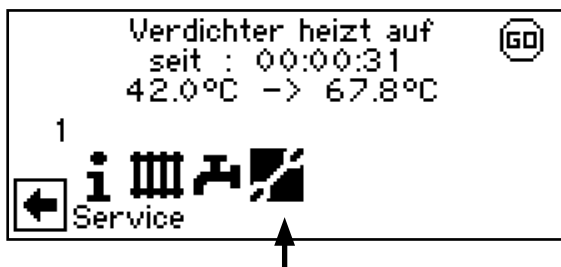 Verdichter heizt auf
GO
seit : 00:00:31
42.0°C -> 67.8°C
1
Service